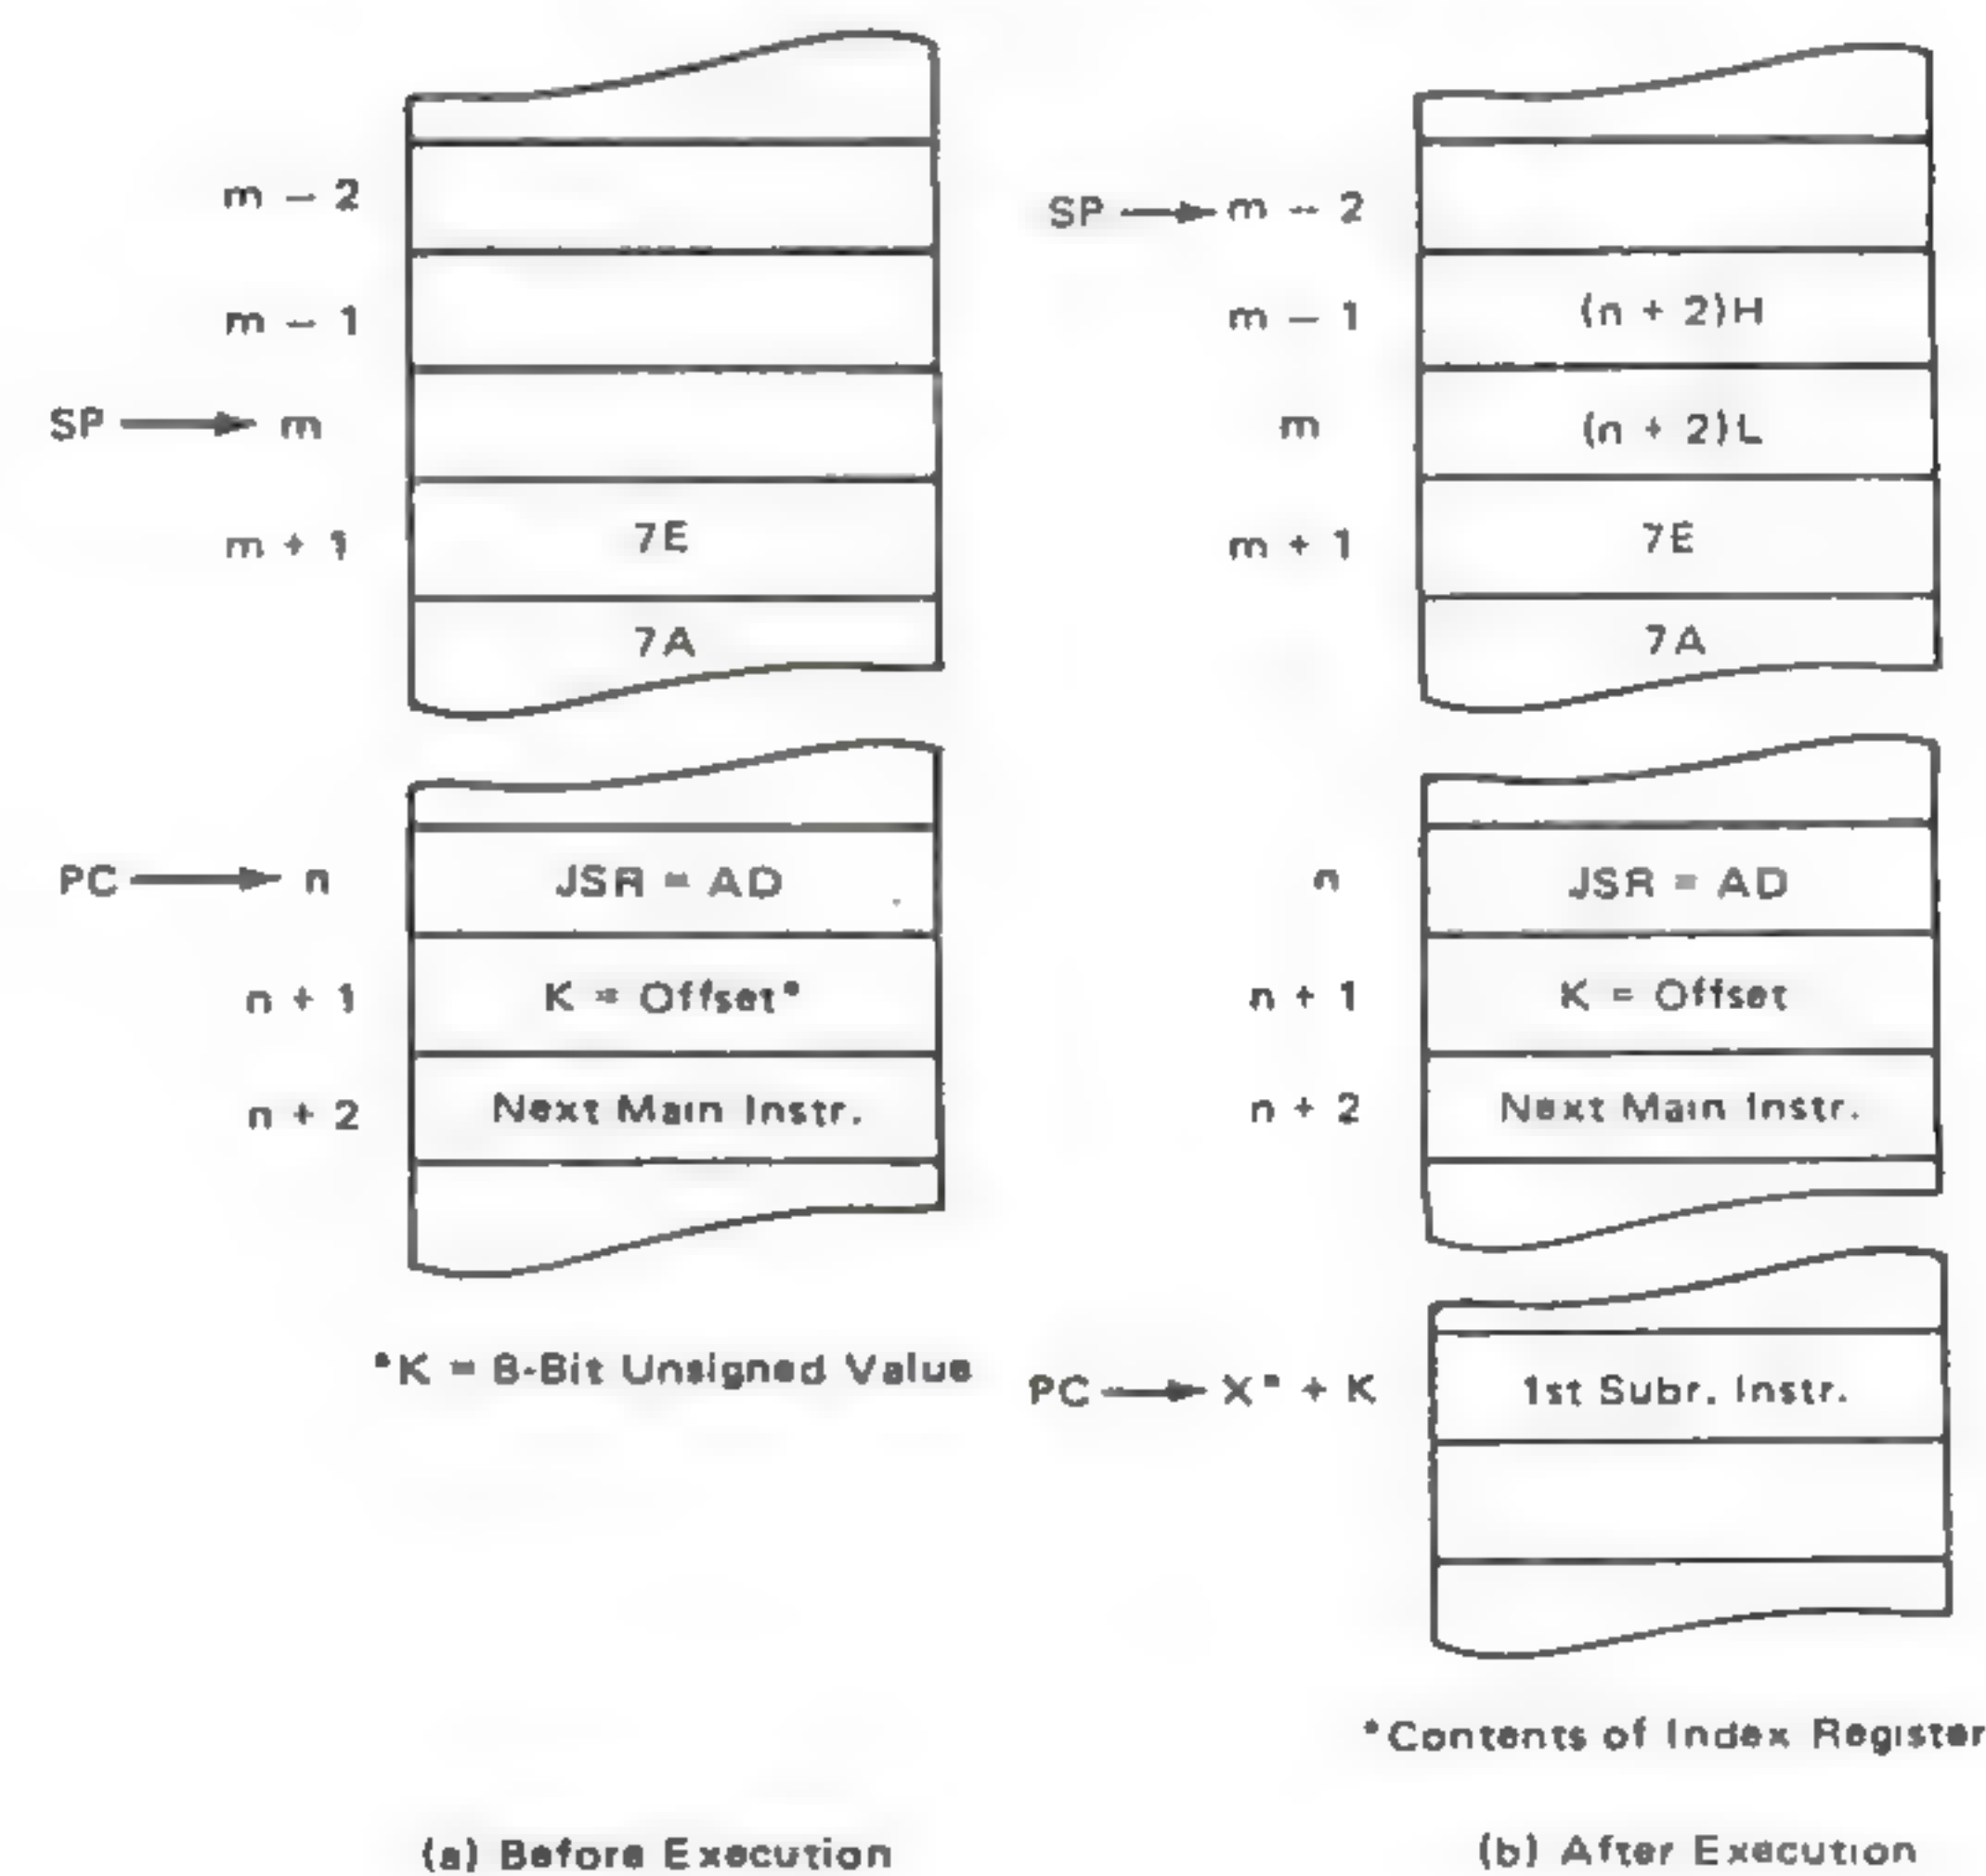 m – 2
m – 1
SP m
m + 1 7E
7A
PC n JSR = AD
n + 1 K = Offset*
n + 2 Next Main Instr.
*K = 8-Bit Unsigned Value
(a) Before Execution
SP m – 2
m – 1 (n + 2)H
m (n + 2)L
m + 1 7E
7A
n JSR = AD
n + 1 K = Offset
n + 2 Next Main Instr.
PC X* + K 1st Subr. Instr.
*Contents of Index Register
(b) After Execution